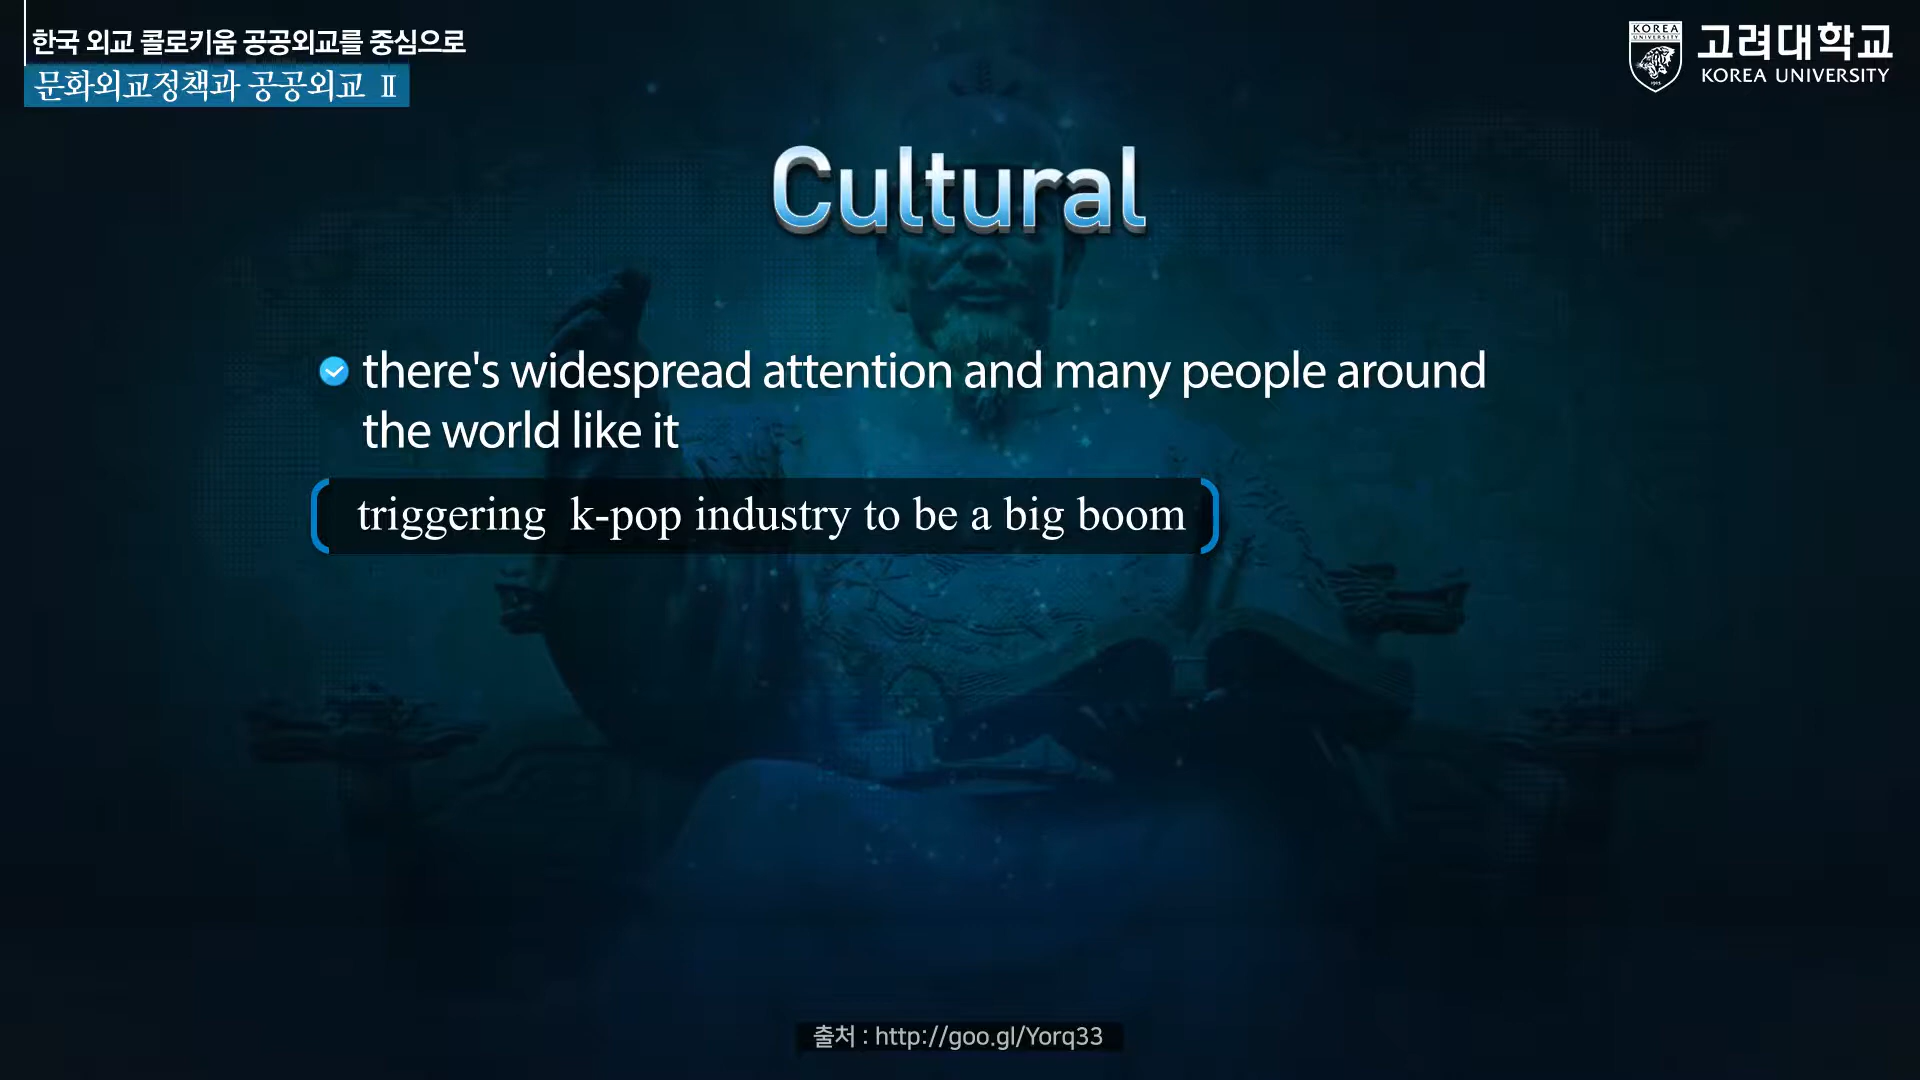 한국 외교 콜로키움 공공외교를 중심으로
문화외교정책과 공공외교 Ⅱ
KOREA
UNIVERSITY
고려대학교
KOREA UNIVERSITY
Cultural
there's widespread attention and many people around
the world like it
triggering k-pop industry to be a big boom
출처 : http://goo.gl/Yorq33